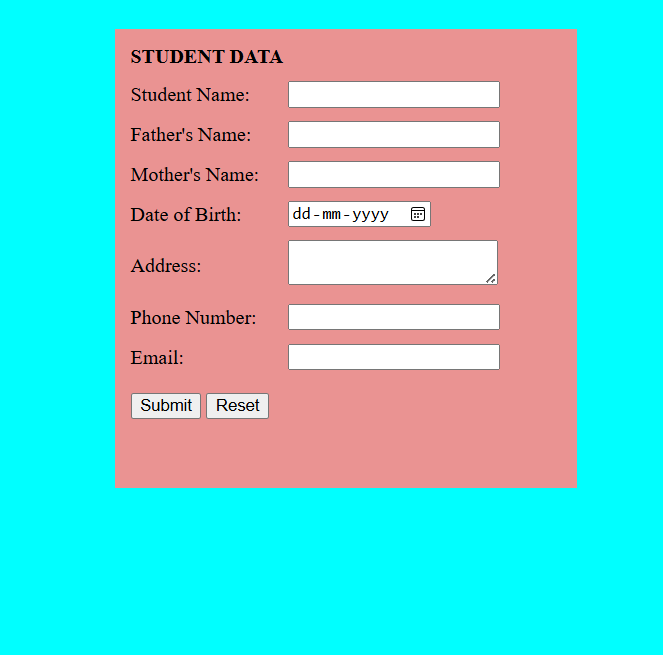 STUDENT DATA
Student Name:
Father's Name:
Mother's Name:
Date of Birth: dd-mm-yyyy
Address:
Phone Number:
Email:
Submit Reset